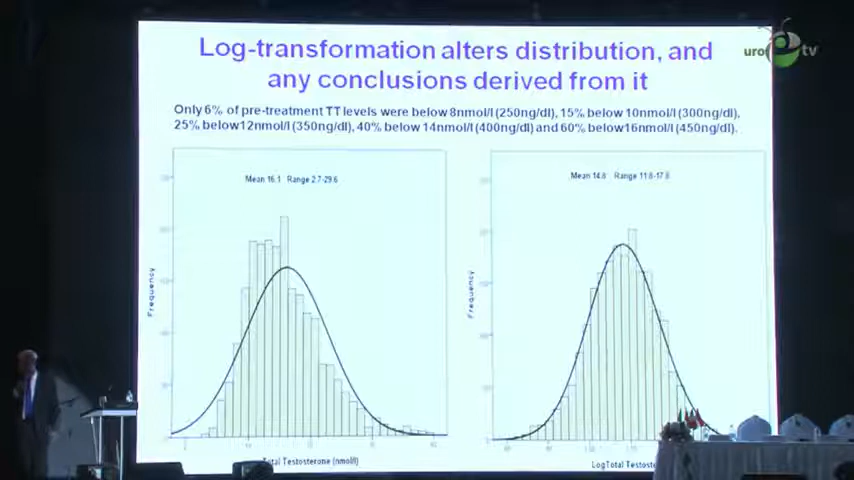 Log-transformation alters distribution, and
any conclusions derived from it
Only 6% of pre-treatment TT levels were below 8nmol/l (250ng/dl), 15% below 10nmol/l (300ng/dl),
25% below12nmol/l (350ng/dl), 40% below 14nmol/l (400ng/dl) and 60% below16nmol/l (450ng/dl).
Mean 16.1 Range 2.7-29.6
Frequency
Total Testosterone (nmol/l)
Mean 14.8 Range 11.8-17.8
Frequency
LogTotal Testoste
uro tv